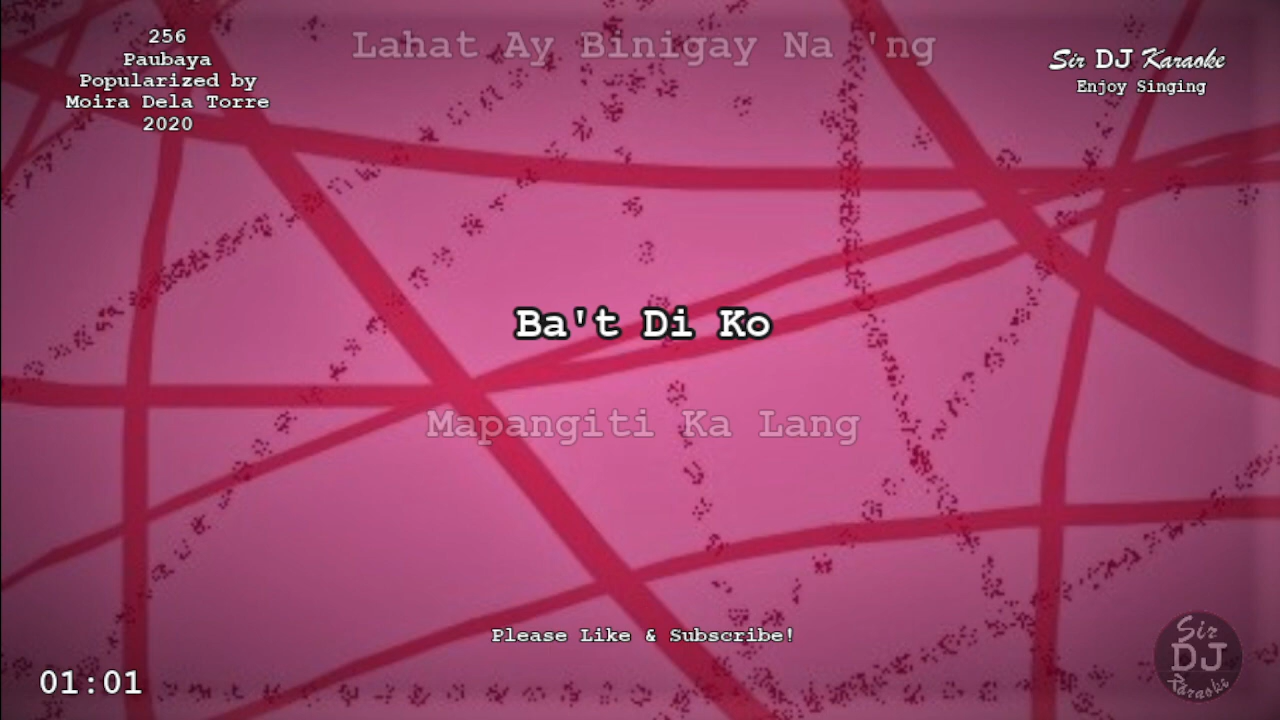 256
Paubaya
Popularized by
Moira Dela Torre
2020
Lahat Ay Binigay Na 'ng
Sir DJ Karaoke
Enjoy Singing
Ba't Di Ko
Mapangiti Ka Lang
Please Like & Subscribe!
01:01
Sir
DJ
Karaoke